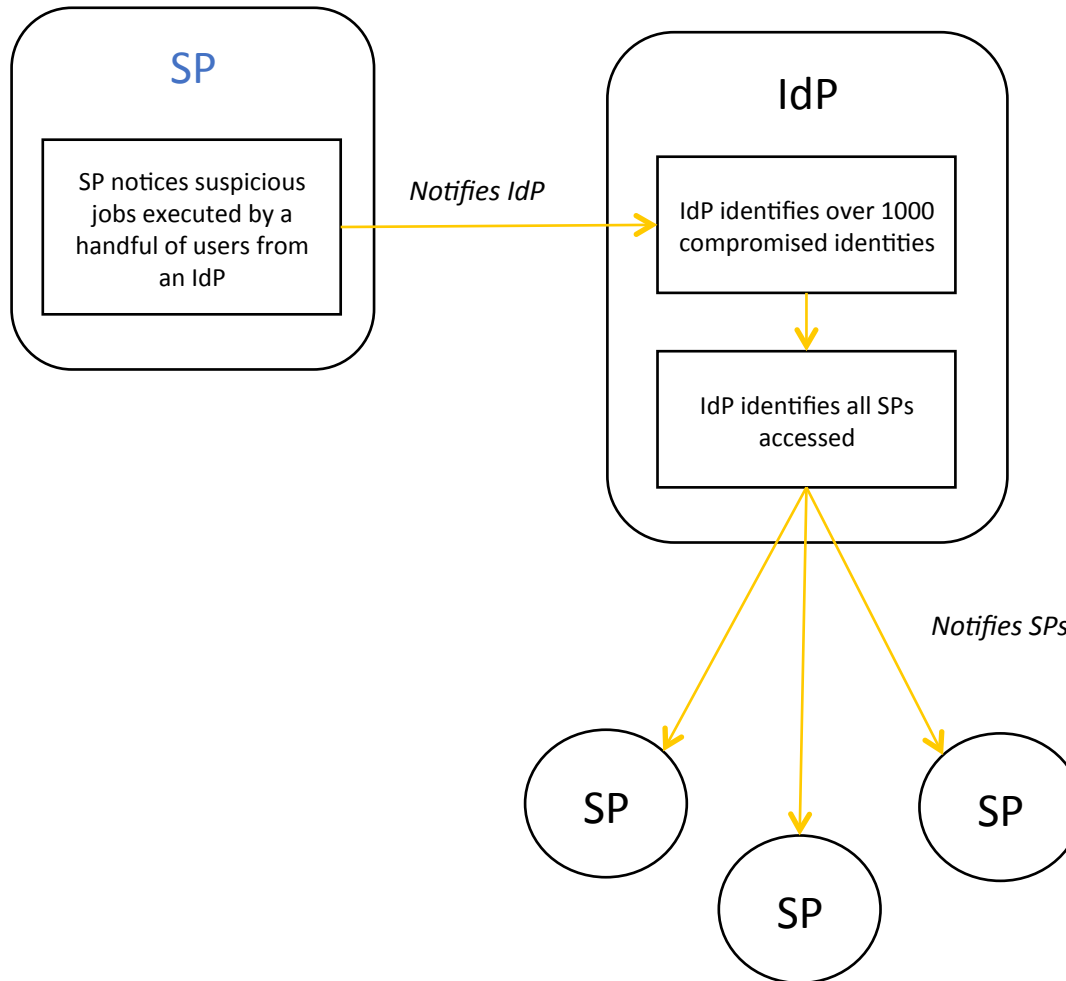 SP
SP notices suspicious
jobs executed by a
handful of users from
an IdP
Notifies IdP
IdP
IdP identifies over 1000
compromised identities
IdP identifies all SPs
accessed
Notifies SPs
SP
SP
SP